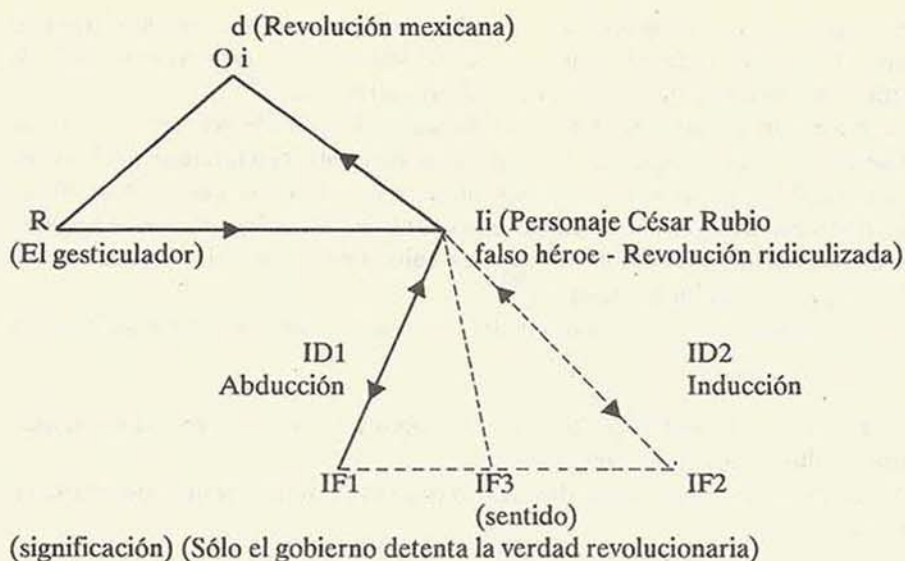 d (Revolución mexicana)
O i
R
(El gesticulador)
Ii (Personaje César Rubio
falso héroe - Revolución ridiculizada)
ID1
Abducción
ID2
Inducción
IF1
IF3
IF2
(sentido)
(significación) (Sólo el gobierno detenta la verdad revolucionaria)